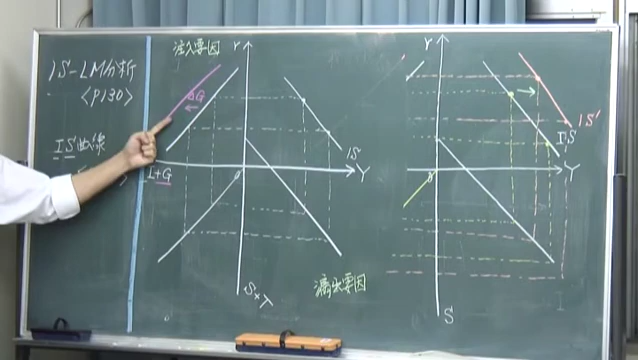 IS-LM分析
<P130>
IS曲線
注入要因
r
ΔG
I+G
IS
Y
S+T
漏出要因
r
IS'
IS
Y
S